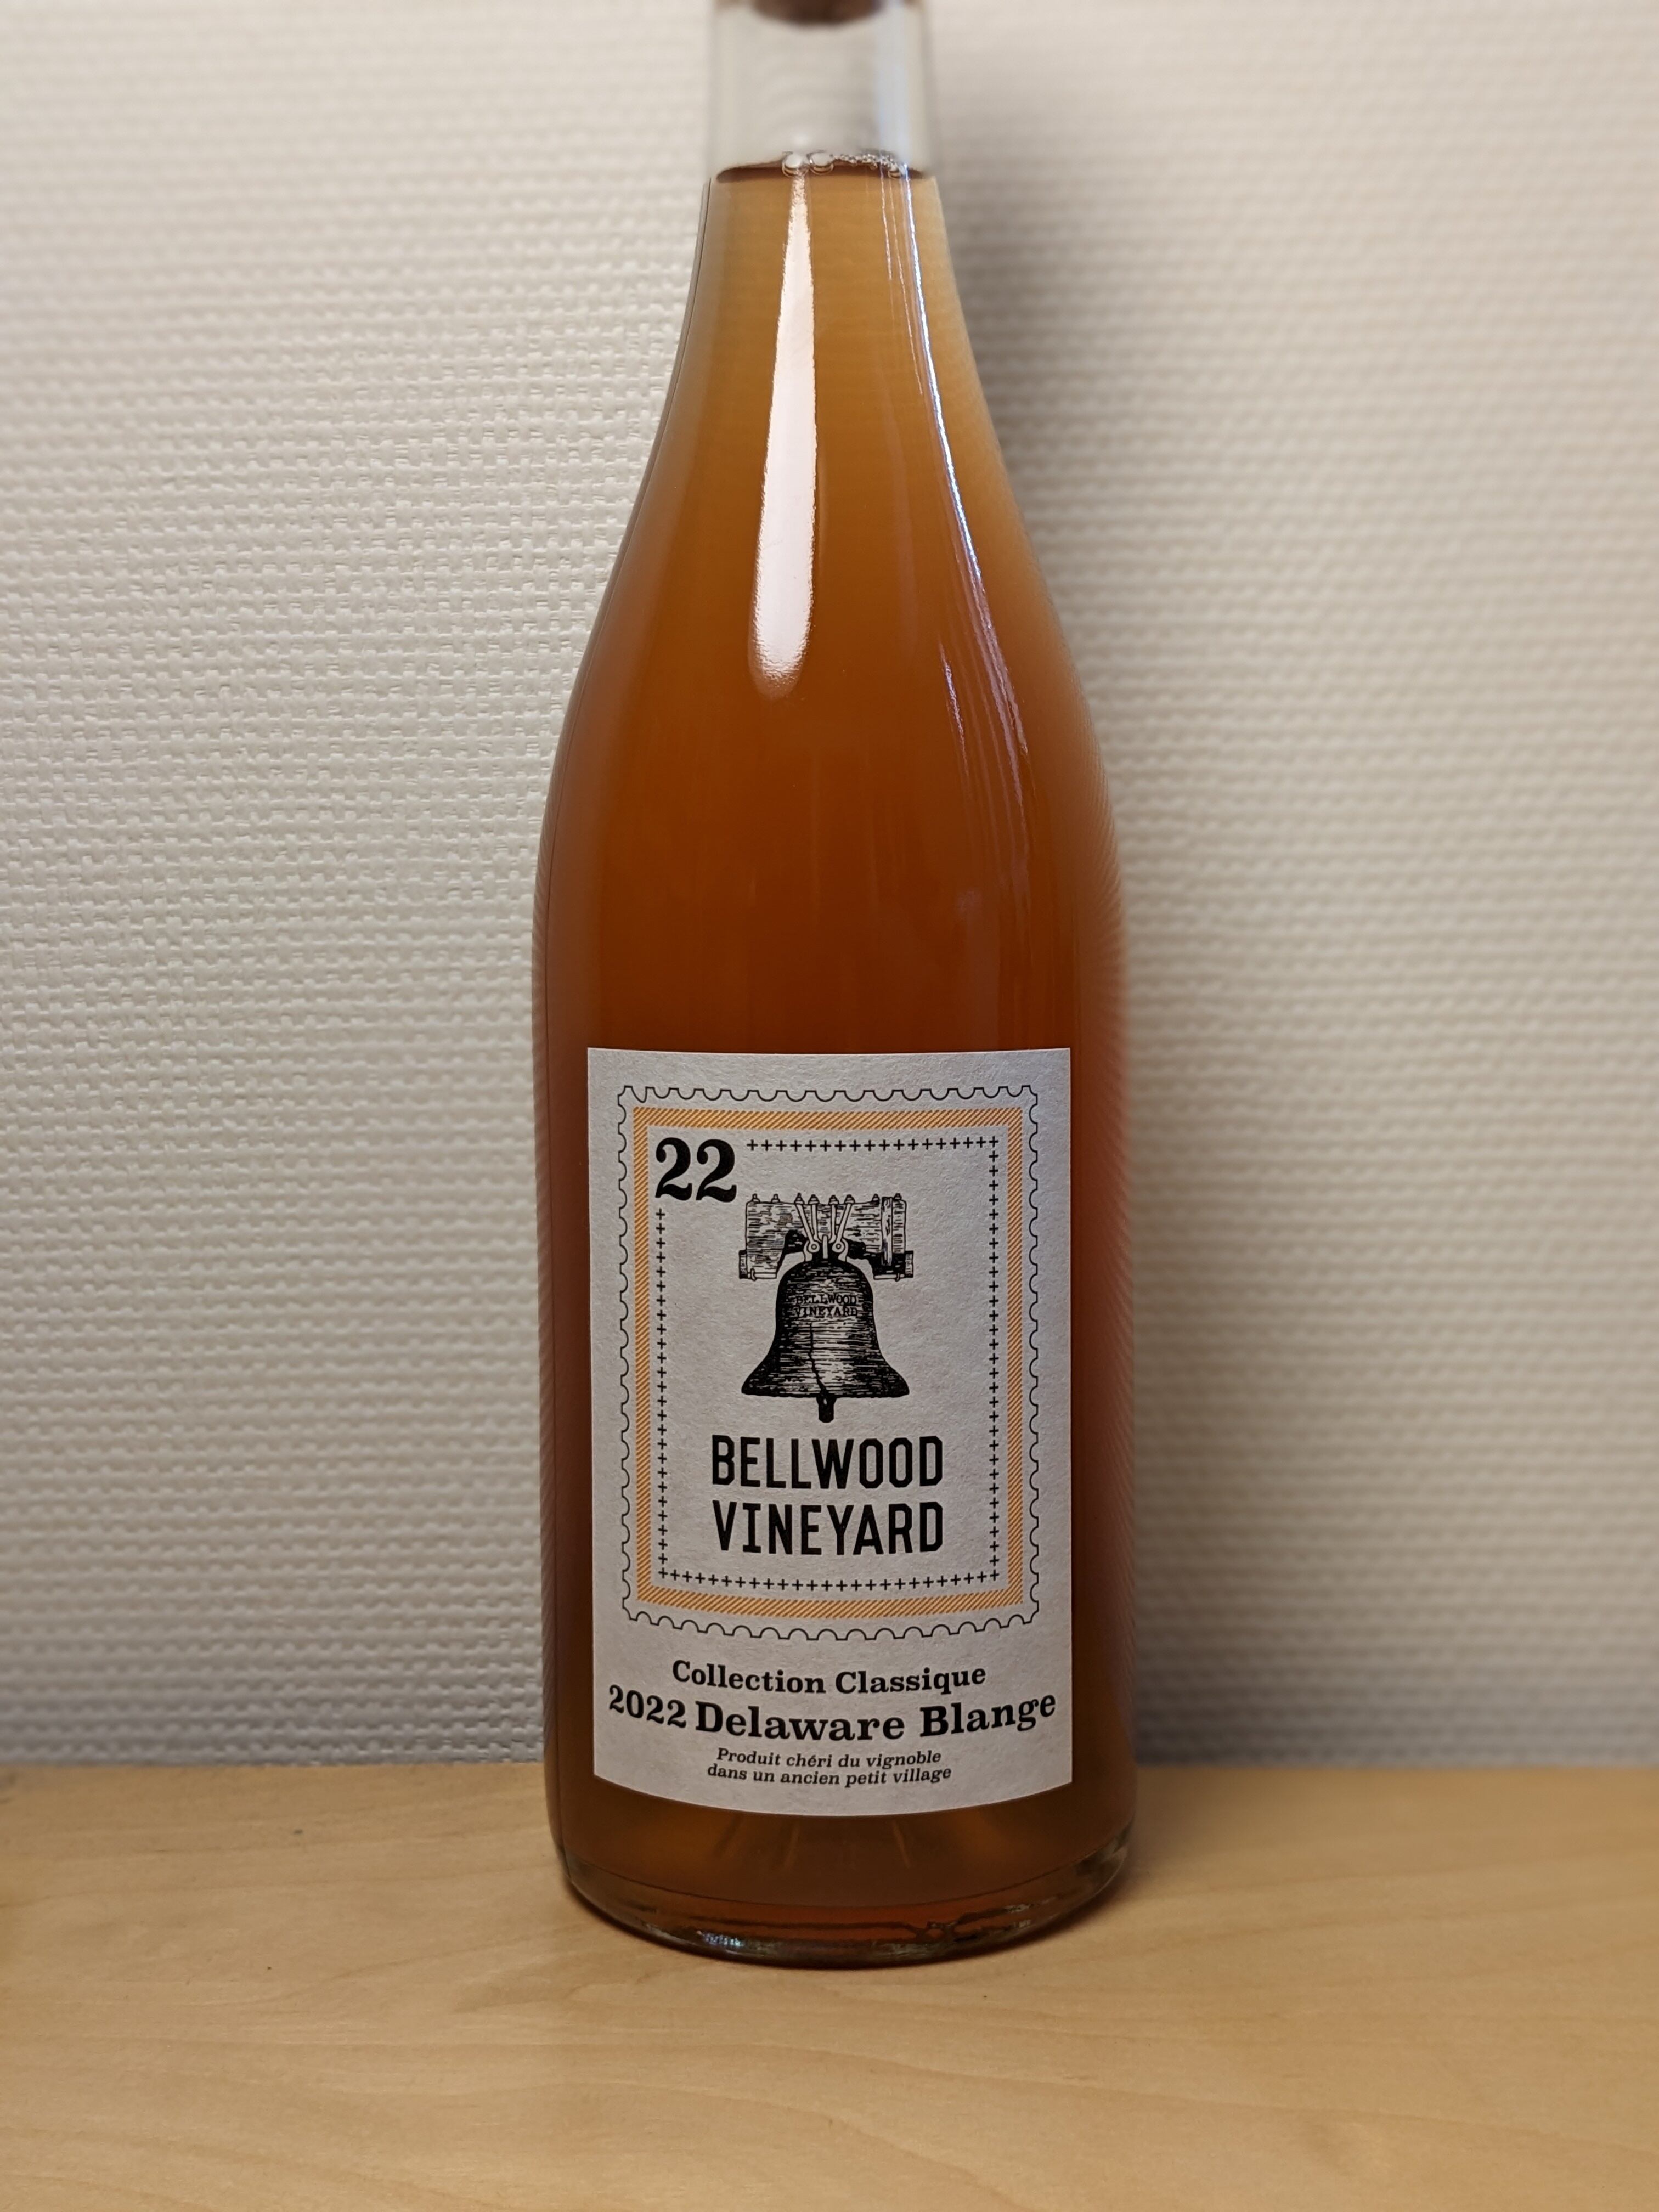 22
BELLWOOD
VINEYARD
BELLWOOD
VINEYARD
Collection Classique
2022 Delaware Blange
Produit chéri du vignoble
dans un ancien petit village